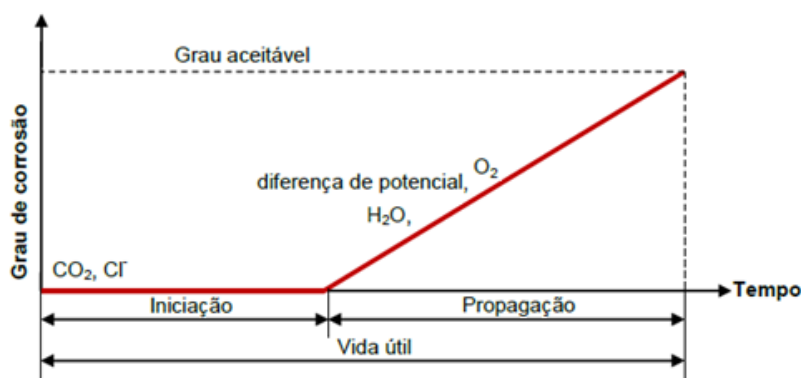 Grau aceitável
Grau de corrosão
diferença de potencial, O₂
H₂O,
CO₂, Cl⁻
Tempo
Iniciação
Propagação
Vida útil